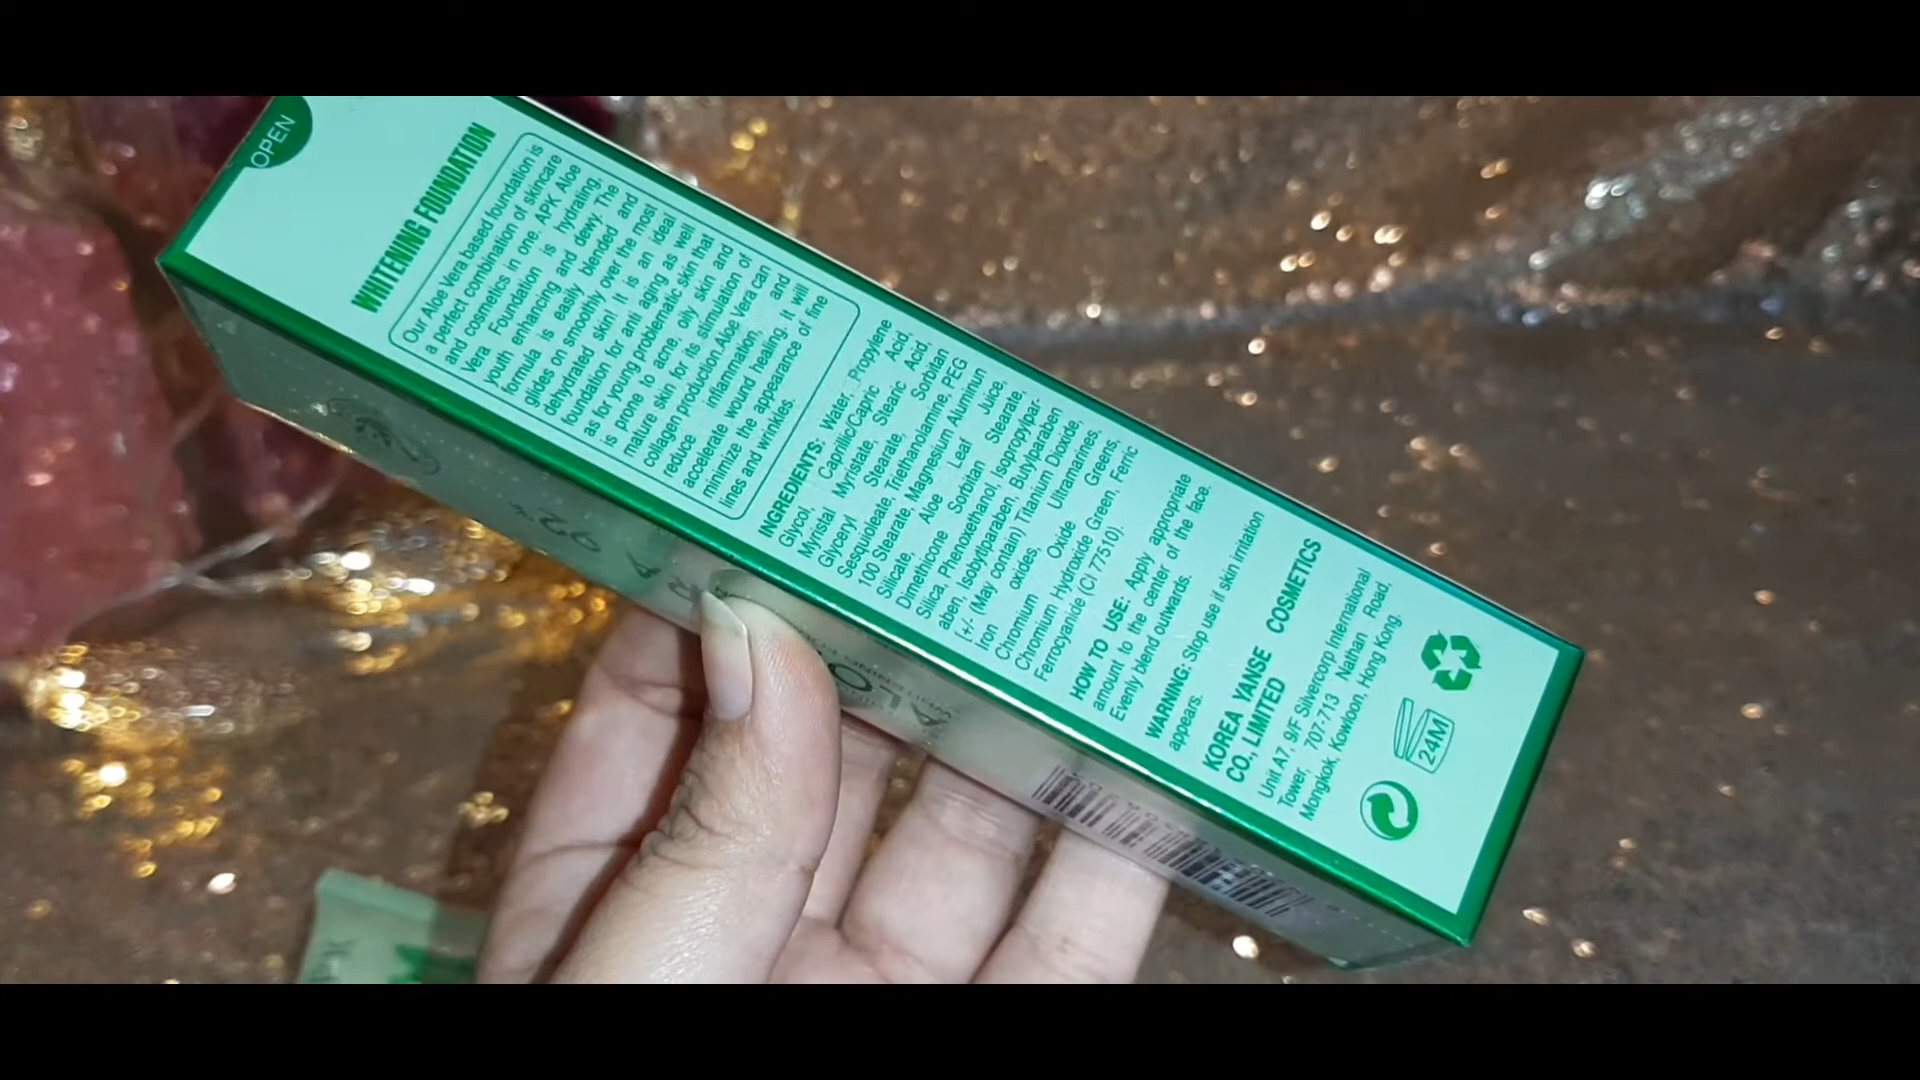 OPEN
WHITENING FOUNDATION
Our Aloe Vera based foundation is
a perfect combination of skincare
and cosmetics in one. APK Aloe
Vera Foundation is hydrating,
youth enhancing and dewy. The
formula is easily blended and
glides on smoothly over the most
dehydrated skin! It is an ideal
foundation for anti aging as well
as for young problematic skin that
is prone to acne, oily skin and
mature skin for its stimulation of
collagen production.Aloe Vera can
reduce inflammation and
accelerate wound healing. It will
minimize the appearance of fine
lines and wrinkles.
INGREDIENTS: Water, Propylene
Glycol, Caprillic/Capric Acid,
Myristal Myristate, Stearic Acid,
Glyceryl Stearate, Sorbitan
Sesquioleate, Triethanolamine, PEG
100 Stearate, Magnesium Aluminun
Silicate, Aloe Leaf Juice,
Dimethicone Sorbitan Stearate,
Silica, Phenoxethanol, Isopropylpar-
aben, Isobytlparaben, Butylparaben
(+/- (May contain) Titanium Dioxide,
Iron oxides, Ultramarines,
Chromium Oxide Greens,
Chromium Hydroxide Green, Ferric
Ferrocyanide (Ci 77510).
HOW TO USE: Apply appropriate
amount to the center of the face.
Evenly blend outwards.
WARNING: Stop use if skin irritation
appears.
KOREA YANSE COSMETICS
CO., LIMITED
Unit A7, 9/F Silvercorp International
Tower, 707-713 Nathan Road,
Mongkok, Kowloon, Hong Kong.
24M
92%